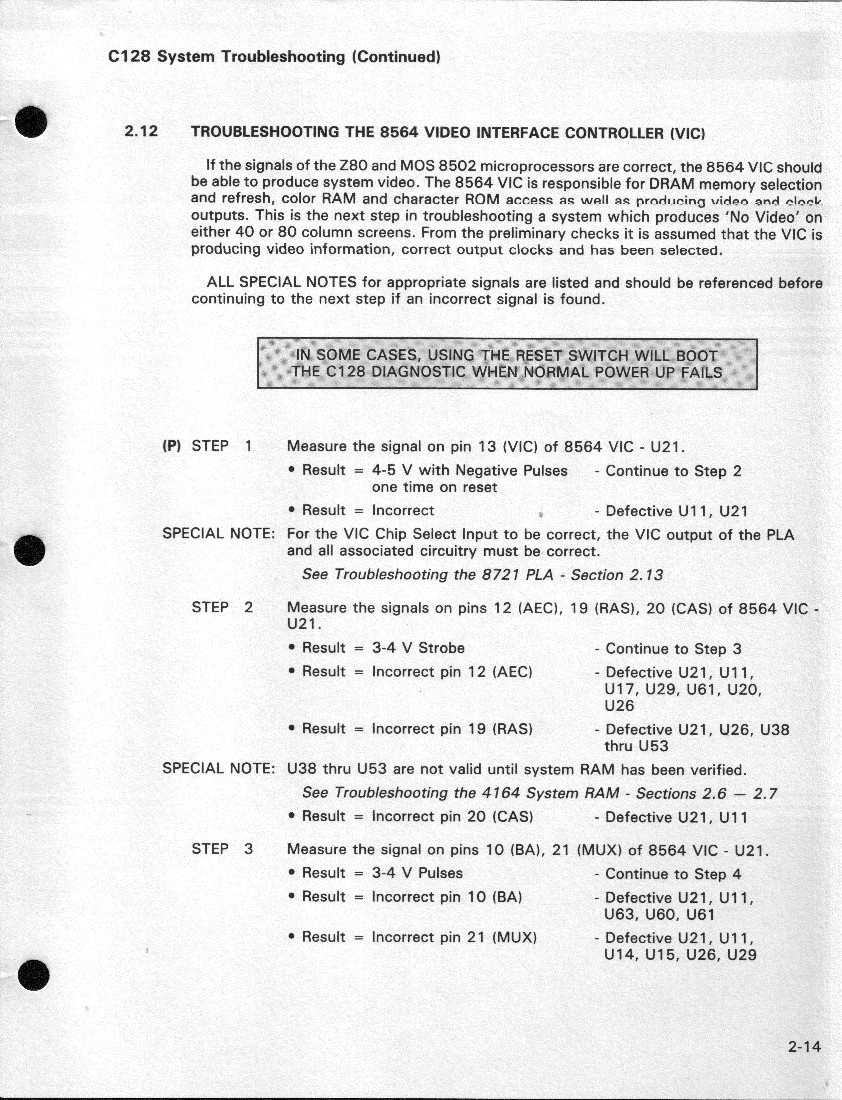 C128 System Troubleshooting (Continued)
2.12 TROUBLESHOOTING THE 8564 VIDEO INTERFACE CONTROLLER (VIC)
If the signals of the Z80 and MOS 8502 microprocessors are correct, the 8564 VIC should
be able to produce system video. The 8564 VIC is responsible for DRAM memory selection
and refresh, color RAM and character ROM access as well as producing video and clock
outputs. This is the next step in troubleshooting a system which produces 'No Video' on
either 40 or 80 column screens. From the preliminary checks it is assumed that the VIC is
producing video information, correct output clocks and has been selected.
ALL SPECIAL NOTES for appropriate signals are listed and should be referenced before
continuing to the next step if an incorrect signal is found.
IN SOME CASES, USING THE RESET SWITCH WILL BOOT
THE C128 DIAGNOSTIC WHEN NORMAL POWER UP FAILS
(P) STEP 1 Measure the signal on pin 13 (VIC) of 8564 VIC - U21.
• Result = 4-5 V with Negative Pulses - Continue to Step 2
one time on reset
• Result = Incorrect - Defective U11, U21
SPECIAL NOTE: For the VIC Chip Select Input to be correct, the VIC output of the PLA
and all associated circuitry must be correct.
See Troubleshooting the 8721 PLA - Section 2.13
STEP 2 Measure the signals on pins 12 (AEC), 19 (RAS), 20 (CAS) of 8564 VIC -
U21.
• Result = 3-4 V Strobe - Continue to Step 3
• Result = Incorrect pin 12 (AEC) - Defective U21, U11,
U17, U29, U61, U20,
U26
• Result = Incorrect pin 19 (RAS) - Defective U21, U26, U38
thru U53
SPECIAL NOTE: U38 thru U53 are not valid until system RAM has been verified.
See Troubleshooting the 4164 System RAM - Sections 2.6 — 2.7
• Result = Incorrect pin 20 (CAS) - Defective U21, U11
STEP 3 Measure the signal on pins 10 (BA), 21 (MUX) of 8564 VIC - U21.
• Result = 3-4 V Pulses - Continue to Step 4
• Result = Incorrect pin 10 (BA) - Defective U21, U11,
U63, U60, U61
• Result = Incorrect pin 21 (MUX) - Defective U21, U11,
U14, U15, U26, U29
2-14